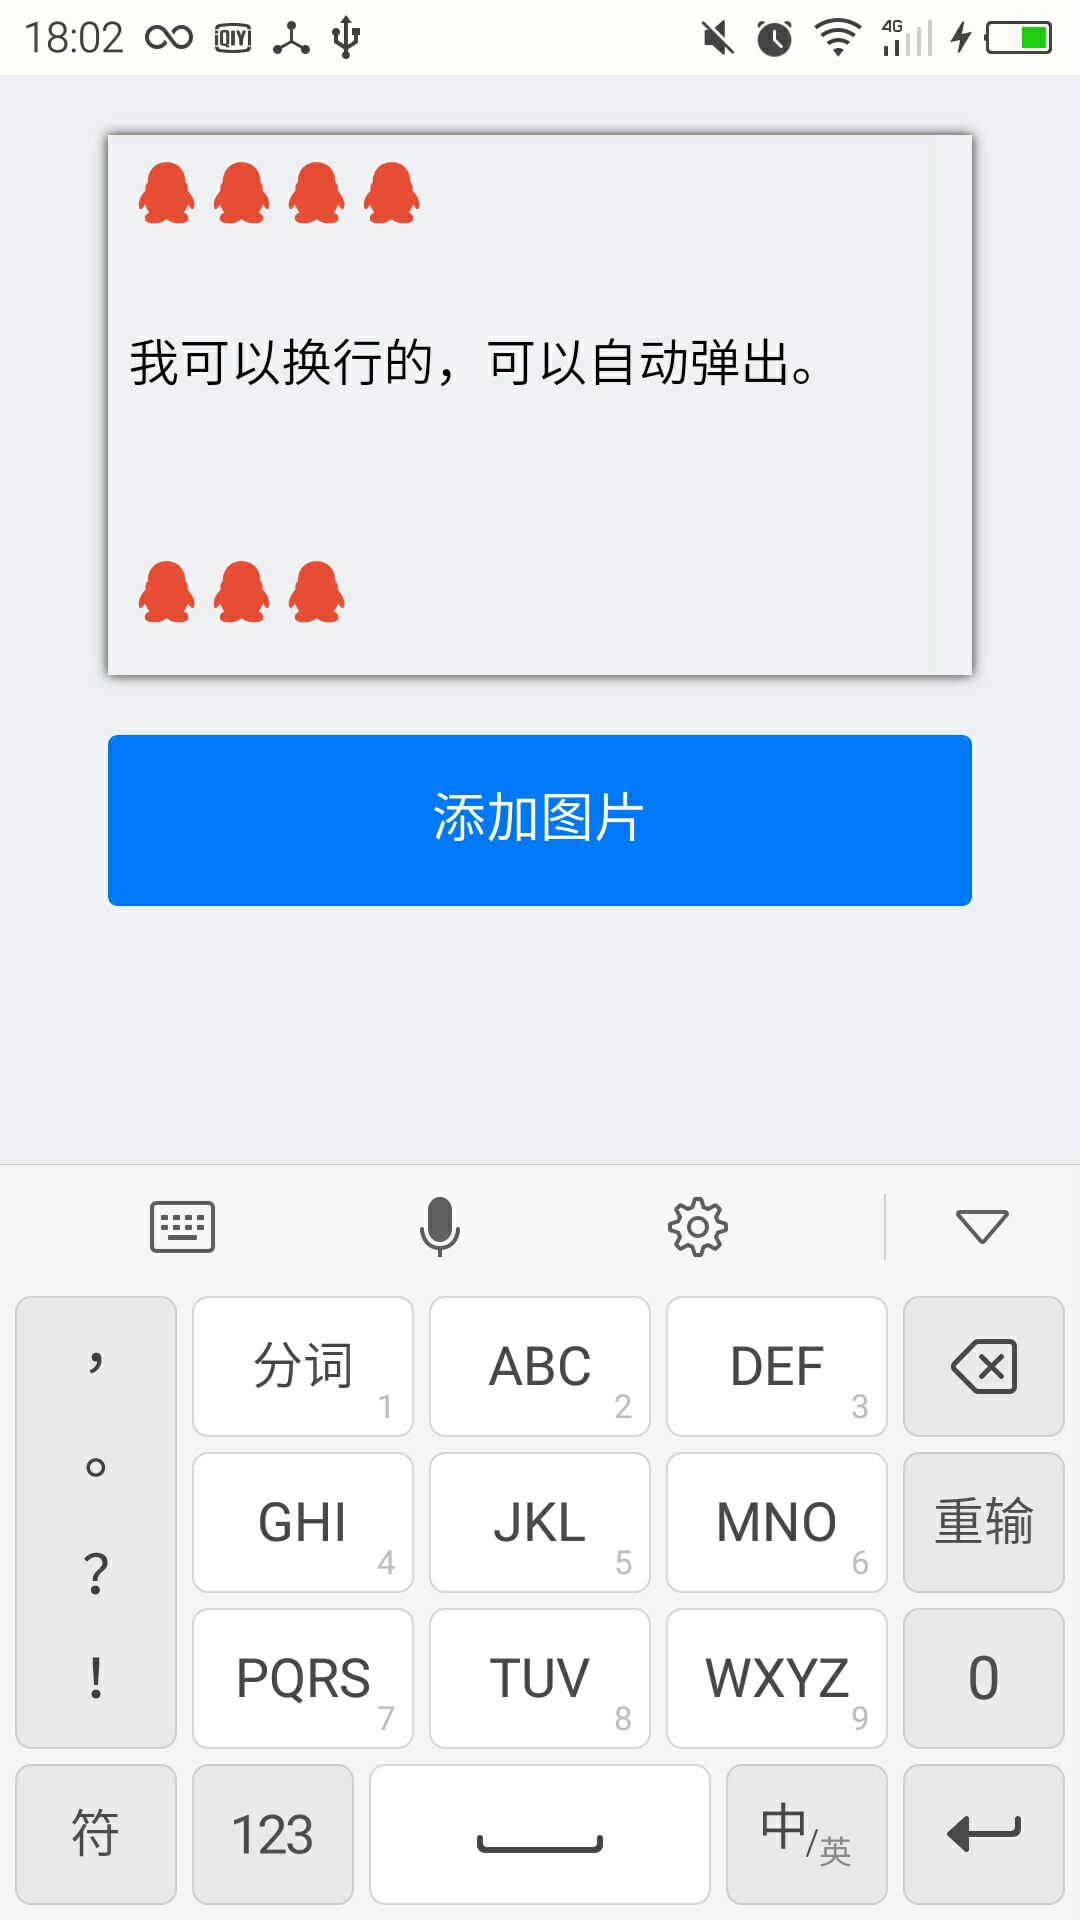 18:02 iQIY 4G
我可以换行的，可以自动弹出。
添加图片
，
。
?
!
分词 1
ABC 2
DEF 3
GHI 4
JKL 5
MNO 6
重输
PQRS 7
TUV 8
WXYZ 9
0
符
123
中/英